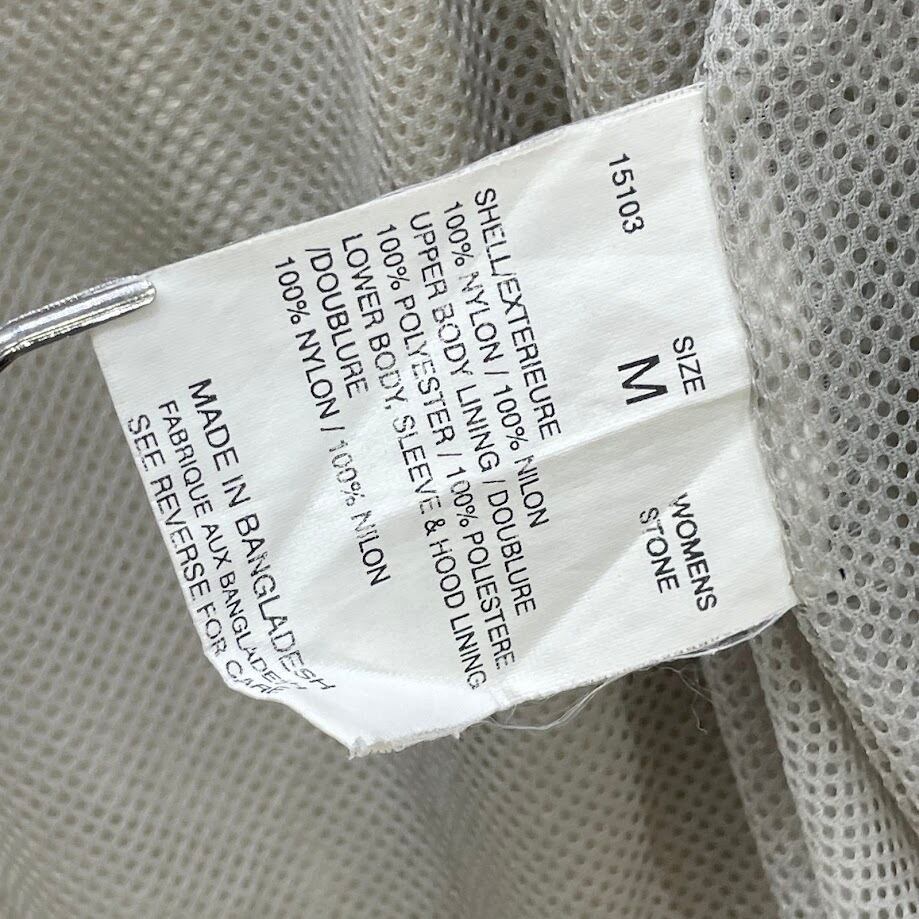 15103
SIZE
M
WOMENS
STONE
SHELL/EXTERIEURE
100% NYLON / 100% NILON
UPPER BODY LINING / DOUBLURE
100% POLYESTER / 100% POLIESTERE
LOWER BODY, SLEEVE & HOOD LINING
/DOUBLURE
100% NYLON / 100% NILON
MADE IN BANGLADESH
FABRIQUE AUX BANGLADESH
SEE REVERSE FOR CARE